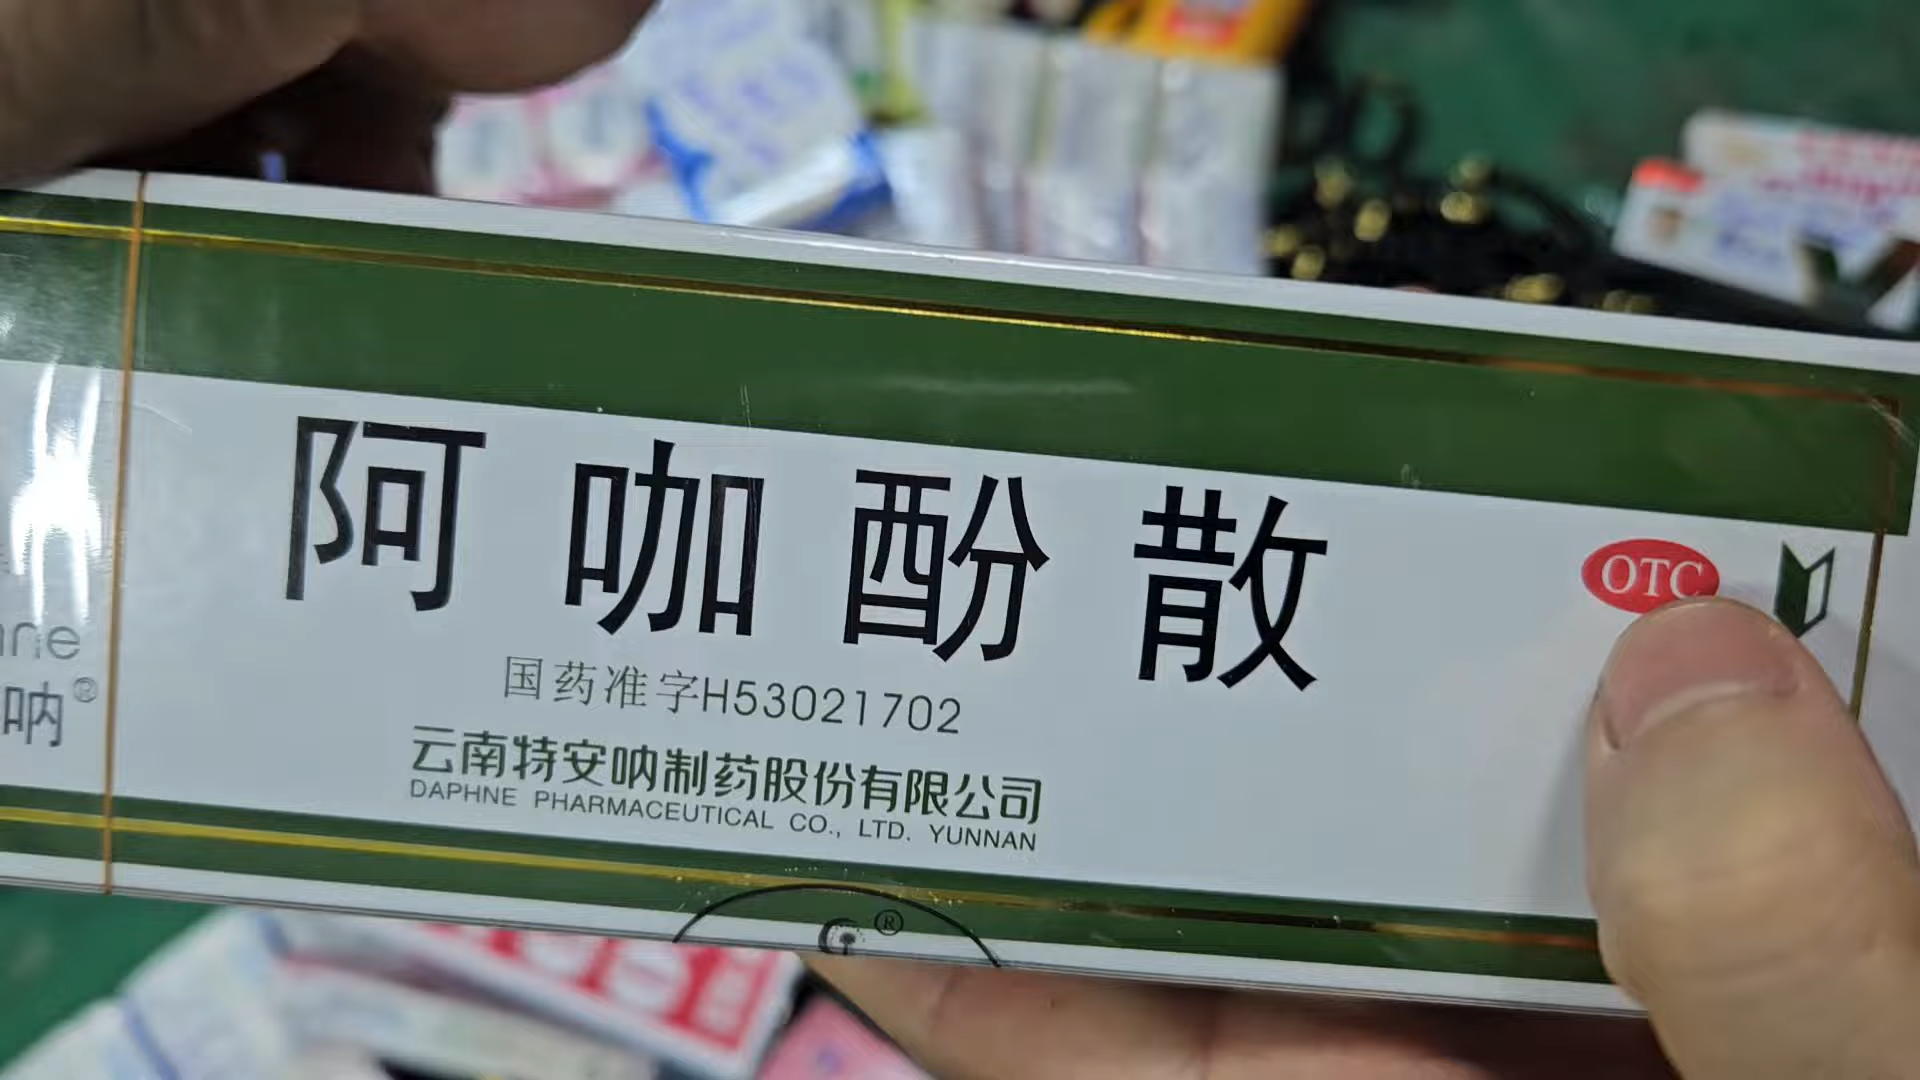 阿咖酚散
OTC
国药准字H53021702
云南特安呐制药股份有限公司
DAPHNE PHARMACEUTICAL CO., LTD. YUNNAN
呐®
®